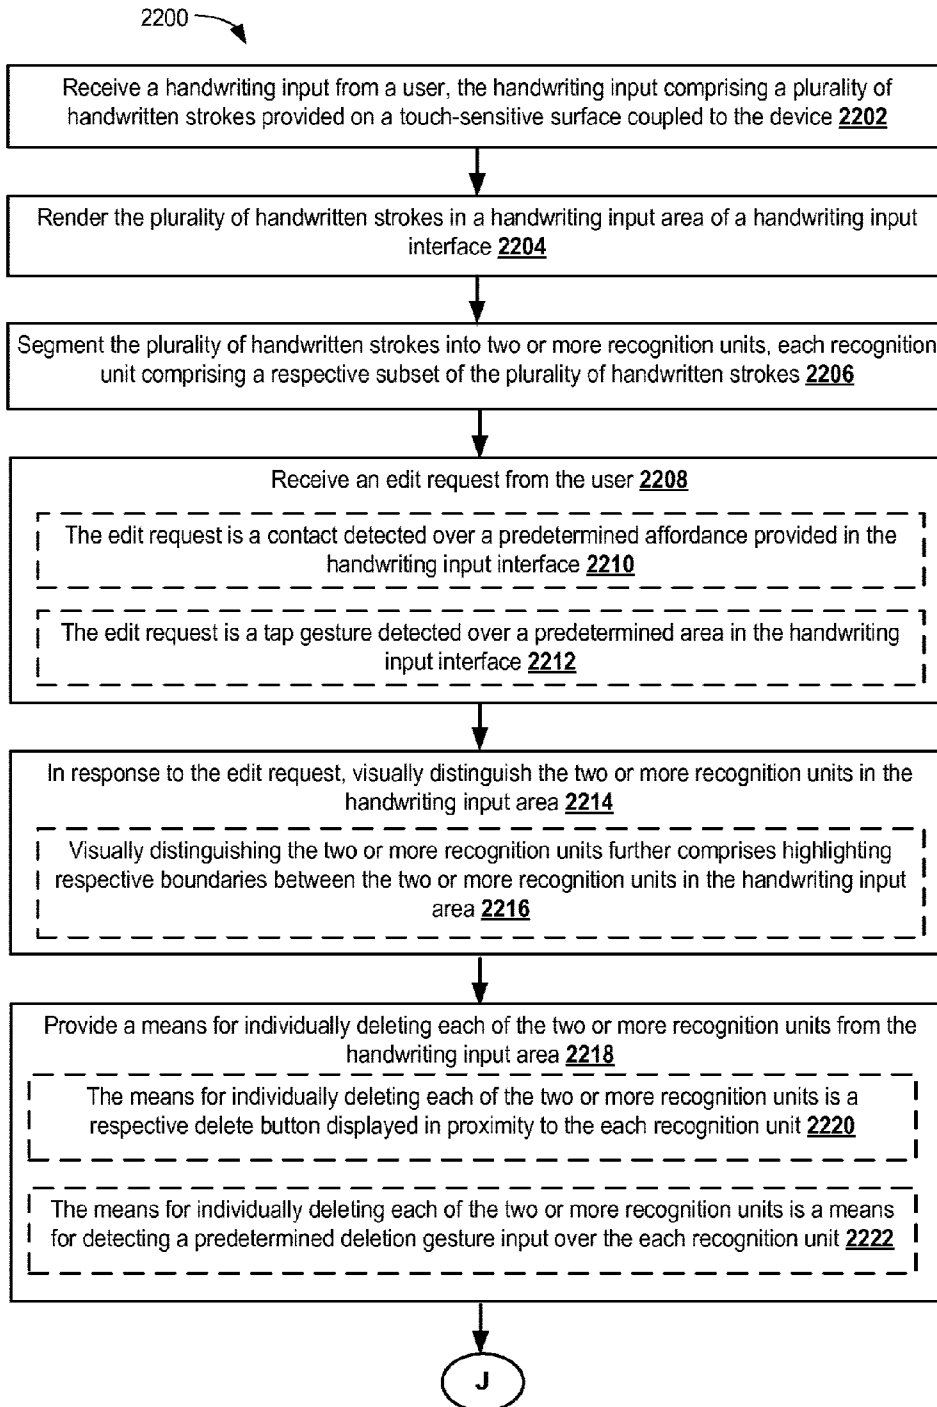 2200
Receive a handwriting input from a user, the handwriting input comprising a plurality of
handwritten strokes provided on a touch-sensitive surface coupled to the device 2202
Render the plurality of handwritten strokes in a handwriting input area of a handwriting input
interface 2204
Segment the plurality of handwritten strokes into two or more recognition units, each recognition
unit comprising a respective subset of the plurality of handwritten strokes 2206
Receive an edit request from the user 2208
The edit request is a contact detected over a predetermined affordance provided in the
handwriting input interface 2210
The edit request is a tap gesture detected over a predetermined area in the handwriting
input interface 2212
In response to the edit request, visually distinguish the two or more recognition units in the
handwriting input area 2214
Visually distinguishing the two or more recognition units further comprises highlighting
respective boundaries between the two or more recognition units in the handwriting input
area 2216
Provide a means for individually deleting each of the two or more recognition units from the
handwriting input area 2218
The means for individually deleting each of the two or more recognition units is a
respective delete button displayed in proximity to the each recognition unit 2220
The means for individually deleting each of the two or more recognition units is a means
for detecting a predetermined deletion gesture input over the each recognition unit 2222
J